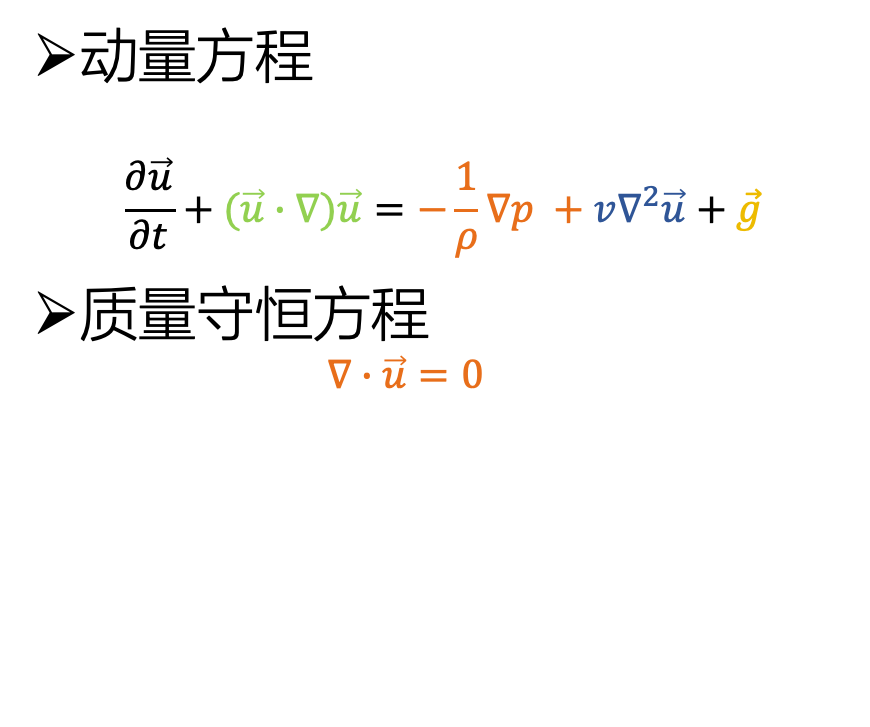 ➢动量方程
∂u⃗/∂t + (u⃗ · ∇)u⃗ = − 1/ρ ∇p + ν∇²u⃗ + g⃗
➢质量守恒方程
∇ · u⃗ = 0